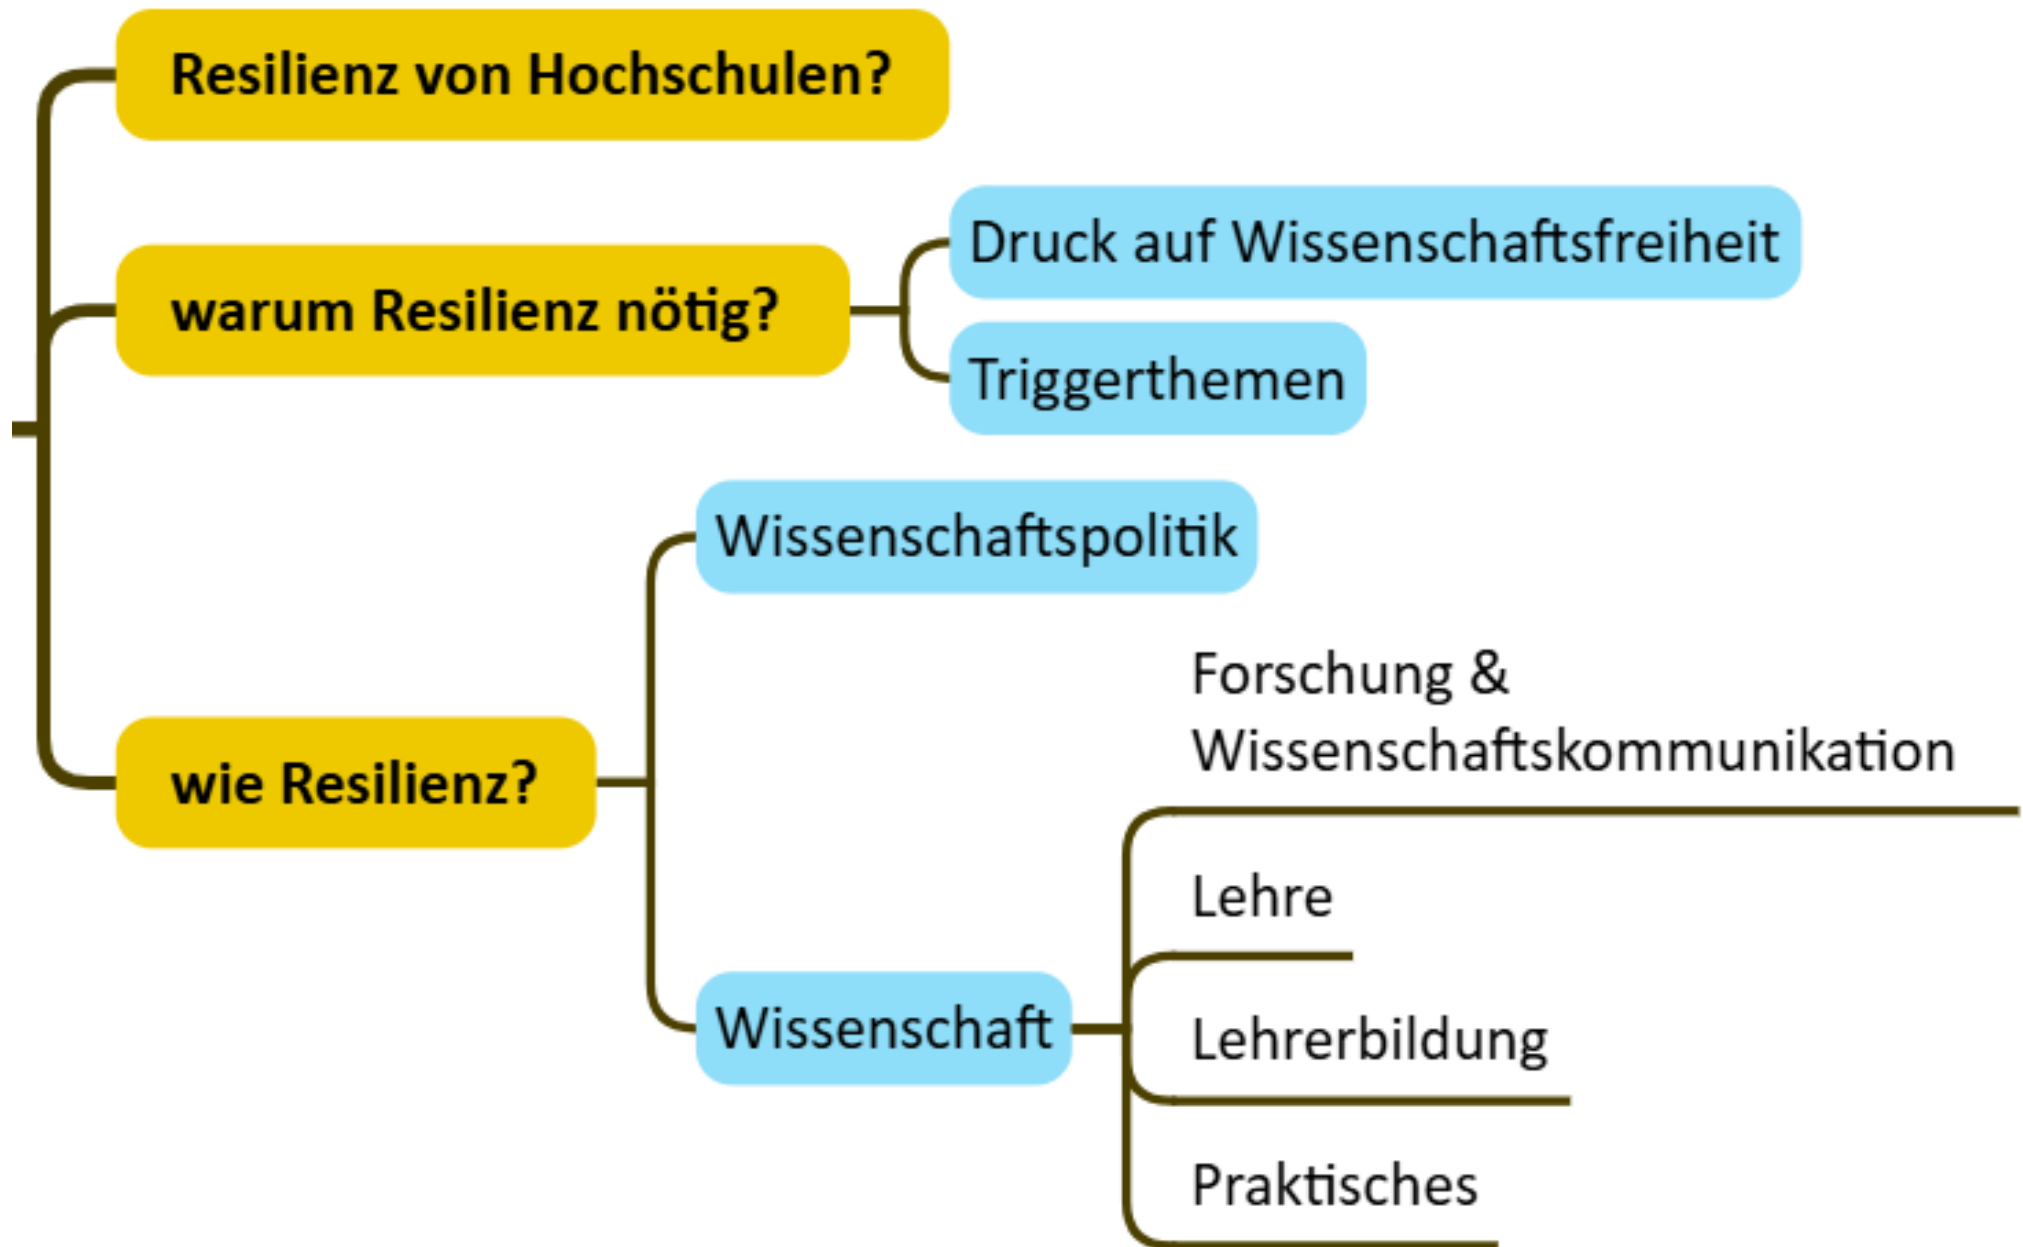 Resilienz von Hochschulen?
warum Resilienz nötig?
Druck auf Wissenschaftsfreiheit
Triggerthemen
wie Resilienz?
Wissenschaftspolitik
Wissenschaft
Forschung &
Wissenschaftskommunikation
Lehre
Lehrerbildung
Praktisches